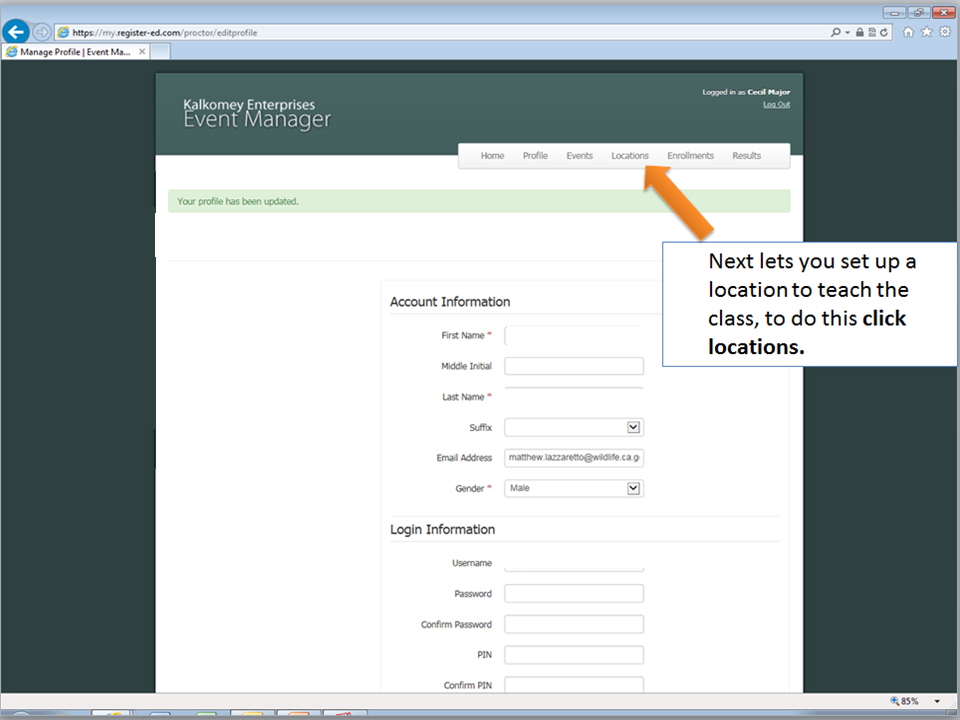 https://my.register-ed.com/proctor/editprofile
Manage Profile | Event Ma...
Logged in as Cecil Major
Log Out
Kalkomey Enterprises
Event Manager
Home Profile Events Locations Enrollments Results
Your profile has been updated.
Next lets you set up a
location to teach the
class, to do this click
locations.
Account Information
First Name *
Middle Initial
Last Name *
Suffix
Email Address matthew.lazzaretto@wildlife.ca.g
Gender * Male
Login Information
Username
Password
Confirm Password
PIN
Confirm PIN
85%